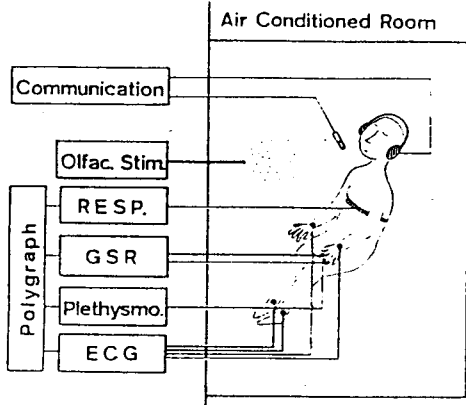 Air Conditioned Room
Communication
Olfac. Stim.
RESP.
GSR
Plethysmo.
ECG
Polygraph